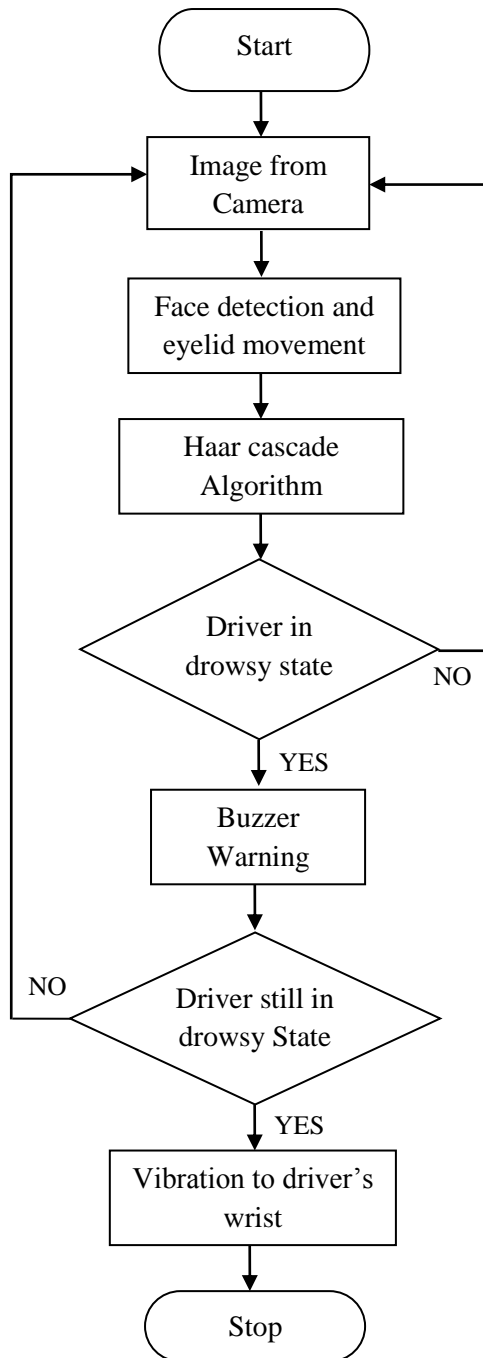 Start
Image from
Camera
Face detection and
eyelid movement
Haar cascade
Algorithm
Driver in
drowsy state
NO
YES
Buzzer
Warning
NO
Driver still in
drowsy State
YES
Vibration to driver’s
wrist
Stop